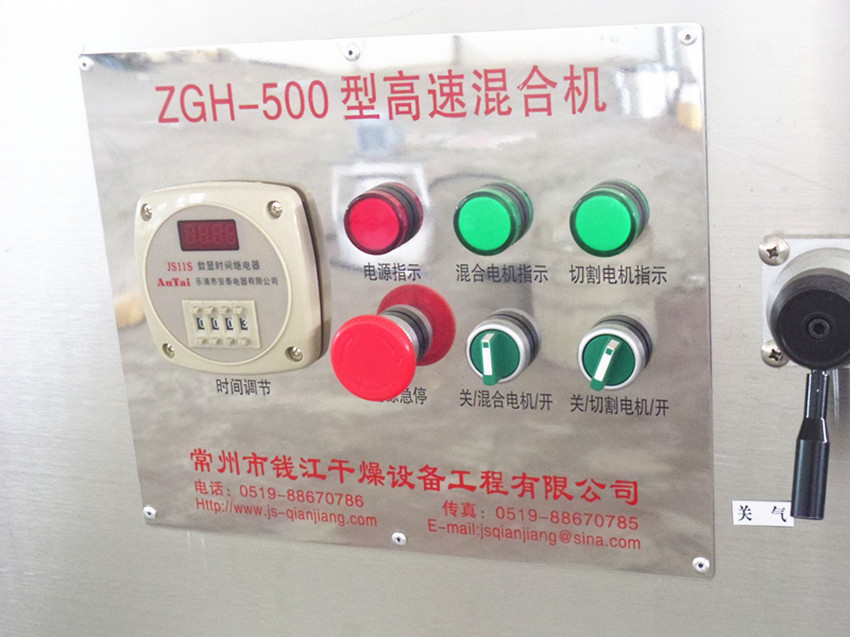 ZGH-500 型高速混合机
JS11S 数显时间继电器
AnTai 乐清市安泰电器有限公司
0003
时间调节
电源指示
混合电机指示
切割电机指示
急停
关/混合电机/开
关/切割电机/开
常州市钱江干燥设备工程有限公司
电话：0519-88670786
传真：0519-88670785
Http://www.js-qianjiang.com
E-mail:jsqianjiang@sina.com
关 气